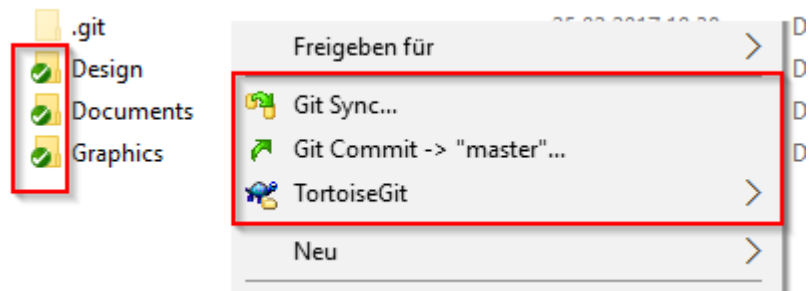 .git
Design
Documents
Graphics
Freigeben für
Git Sync...
Git Commit -> "master"...
TortoiseGit
Neu